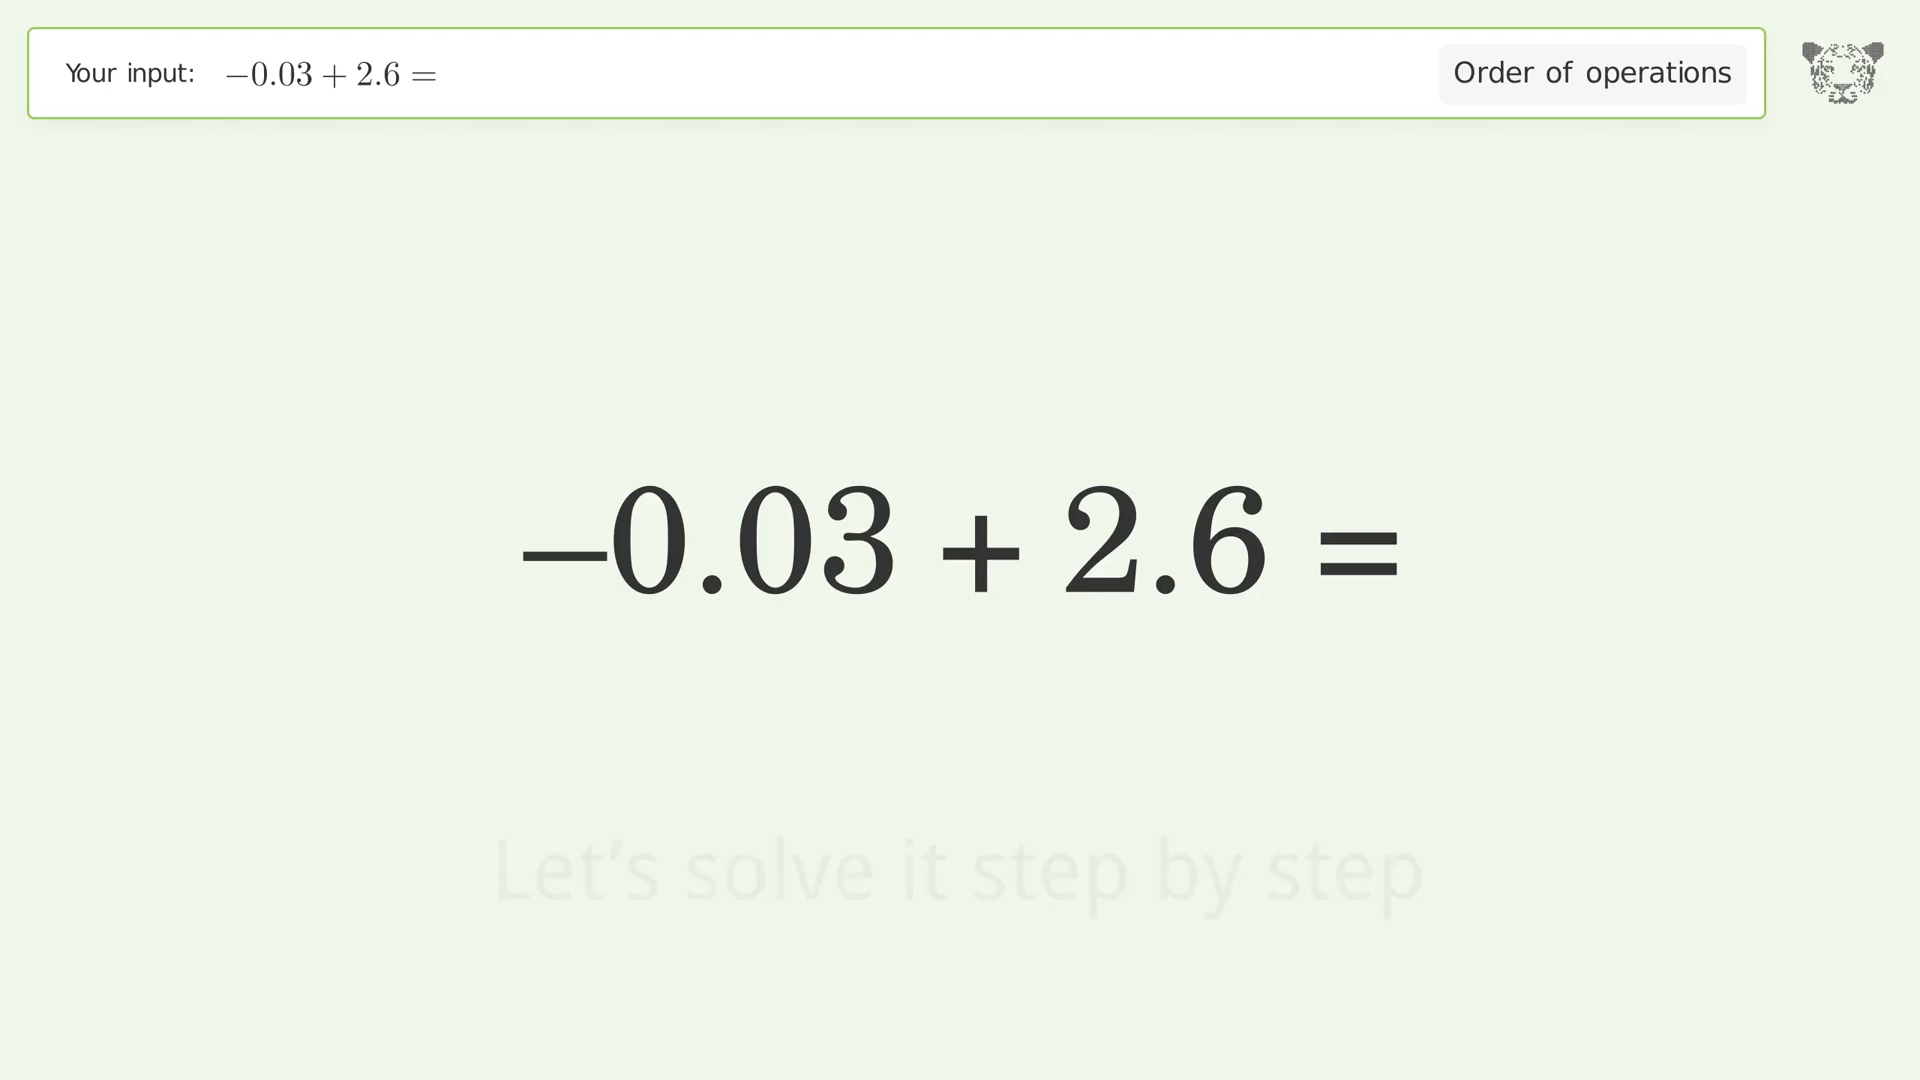 Your input: −0.03 + 2.6 =
Order of operations
−0.03 + 2.6 =
Let’s solve it step by step